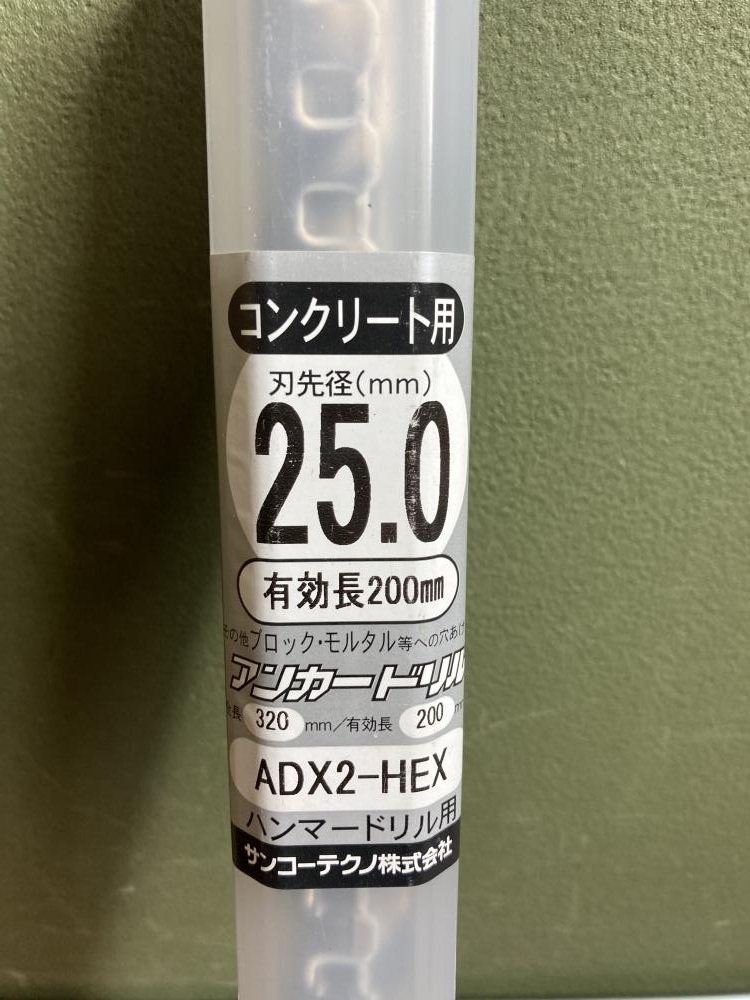 コンクリート用
刃先径(mm)
25.0
有効長200mm
その他ブロック・モルタル等への穴あけ
アンカードリル
全長 320 mm/有効長 200 mm
ADX2-HEX
ハンマードリル用
サンコーテクノ株式会社